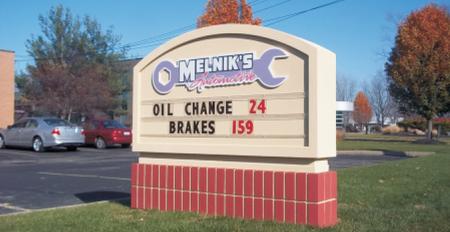 MELNIK'S
Automotive
OIL CHANGE 24
BRAKES 159